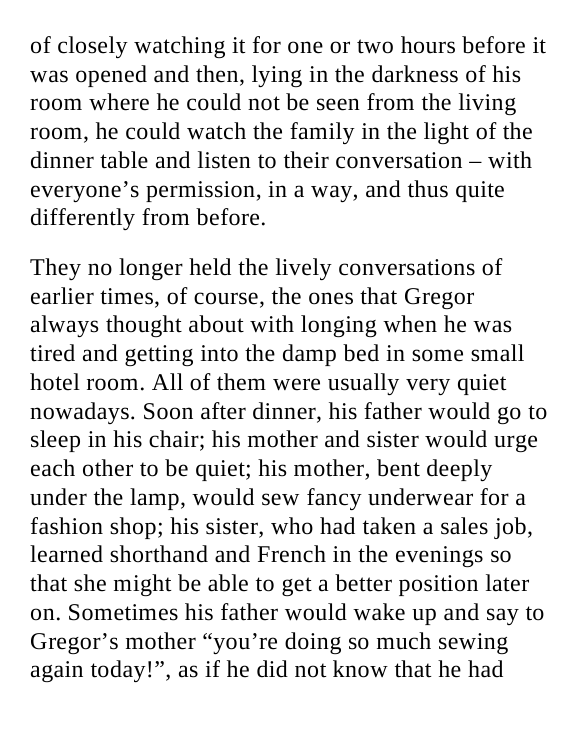 of closely watching it for one or two hours before it
was opened and then, lying in the darkness of his
room where he could not be seen from the living
room, he could watch the family in the light of the
dinner table and listen to their conversation – with
everyone’s permission, in a way, and thus quite
differently from before.
They no longer held the lively conversations of
earlier times, of course, the ones that Gregor
always thought about with longing when he was
tired and getting into the damp bed in some small
hotel room. All of them were usually very quiet
nowadays. Soon after dinner, his father would go to
sleep in his chair; his mother and sister would urge
each other to be quiet; his mother, bent deeply
under the lamp, would sew fancy underwear for a
fashion shop; his sister, who had taken a sales job,
learned shorthand and French in the evenings so
that she might be able to get a better position later
on. Sometimes his father would wake up and say to
Gregor’s mother “you’re doing so much sewing
again today!”, as if he did not know that he had